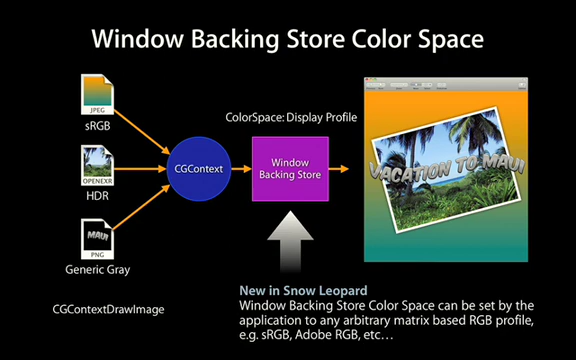 Window Backing Store Color Space
JPEG
sRGB
ColorSpace: Display Profile
OPENEXR
HDR
CGContext
Window
Backing Store
VACATION TO MAUI
MAUI
PNG
Generic Gray
CGContextDrawImage
New in Snow Leopard
Window Backing Store Color Space can be set by the
application to any arbitrary matrix based RGB profile,
e.g. sRGB, Adobe RGB, etc…